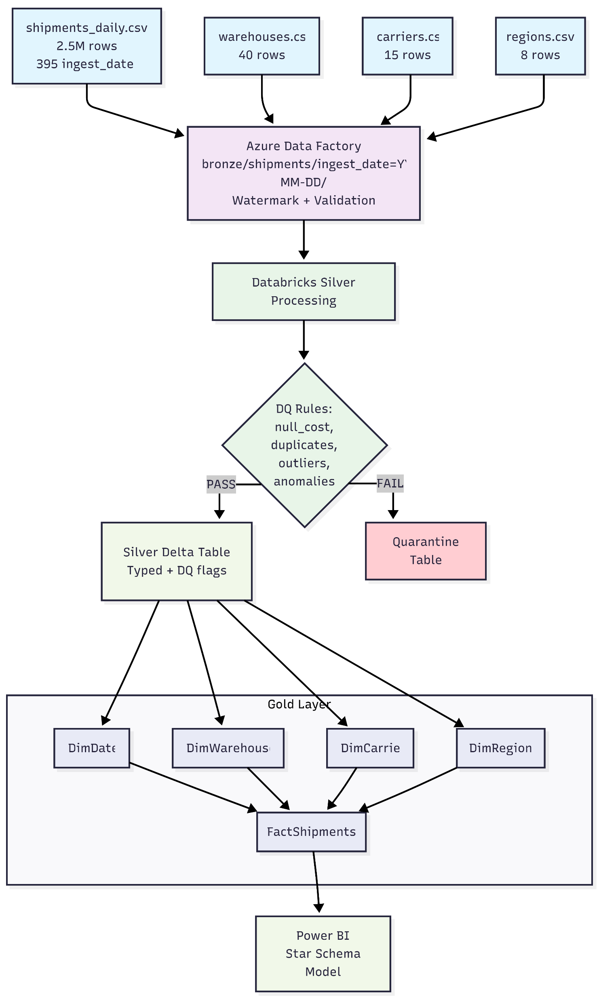 shipments_daily.csv
2.5M rows
395 ingest_date
warehouses.cs
40 rows
carriers.cs
15 rows
regions.csv
8 rows
Azure Data Factory
bronze/shipments/ingest_date=YY
MM-DD/
Watermark + Validation
Databricks Silver
Processing
DQ Rules:
null_cost,
duplicates,
outliers,
anomalies
PASS
FAIL
Silver Delta Table
Typed + DQ flags
Quarantine
Table
Gold Layer
DimDate
DimWarehous
DimCarrie
DimRegion
FactShipments
Power BI
Star Schema
Model